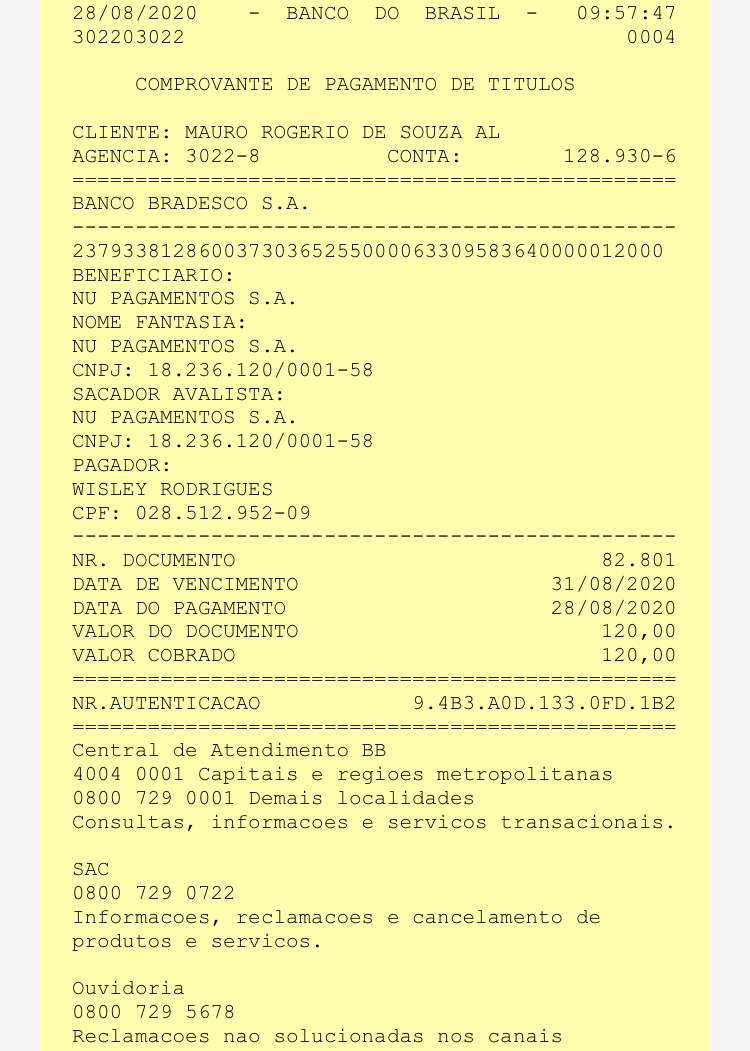 28/08/2020 - BANCO DO BRASIL - 09:57:47
302203022 0004
COMPROVANTE DE PAGAMENTO DE TITULOS
CLIENTE: MAURO ROGERIO DE SOUZA AL
AGENCIA: 3022-8 CONTA: 128.930-6
================================================
BANCO BRADESCO S.A.
------------------------------------------------
23793381286003730365255000063309583640000012000
BENEFICIARIO:
NU PAGAMENTOS S.A.
NOME FANTASIA:
NU PAGAMENTOS S.A.
CNPJ: 18.236.120/0001-58
SACADOR AVALISTA:
NU PAGAMENTOS S.A.
CNPJ: 18.236.120/0001-58
PAGADOR:
WISLEY RODRIGUES
CPF: 028.512.952-09
------------------------------------------------
NR. DOCUMENTO 82.801
DATA DE VENCIMENTO 31/08/2020
DATA DO PAGAMENTO 28/08/2020
VALOR DO DOCUMENTO 120,00
VALOR COBRADO 120,00
================================================
NR.AUTENTICACAO 9.4B3.A0D.133.0FD.1B2
================================================
Central de Atendimento BB
4004 0001 Capitais e regioes metropolitanas
0800 729 0001 Demais localidades
Consultas, informacoes e servicos transacionais.
SAC
0800 729 0722
Informacoes, reclamacoes e cancelamento de
produtos e servicos.
Ouvidoria
0800 729 5678
Reclamacoes nao solucionadas nos canais